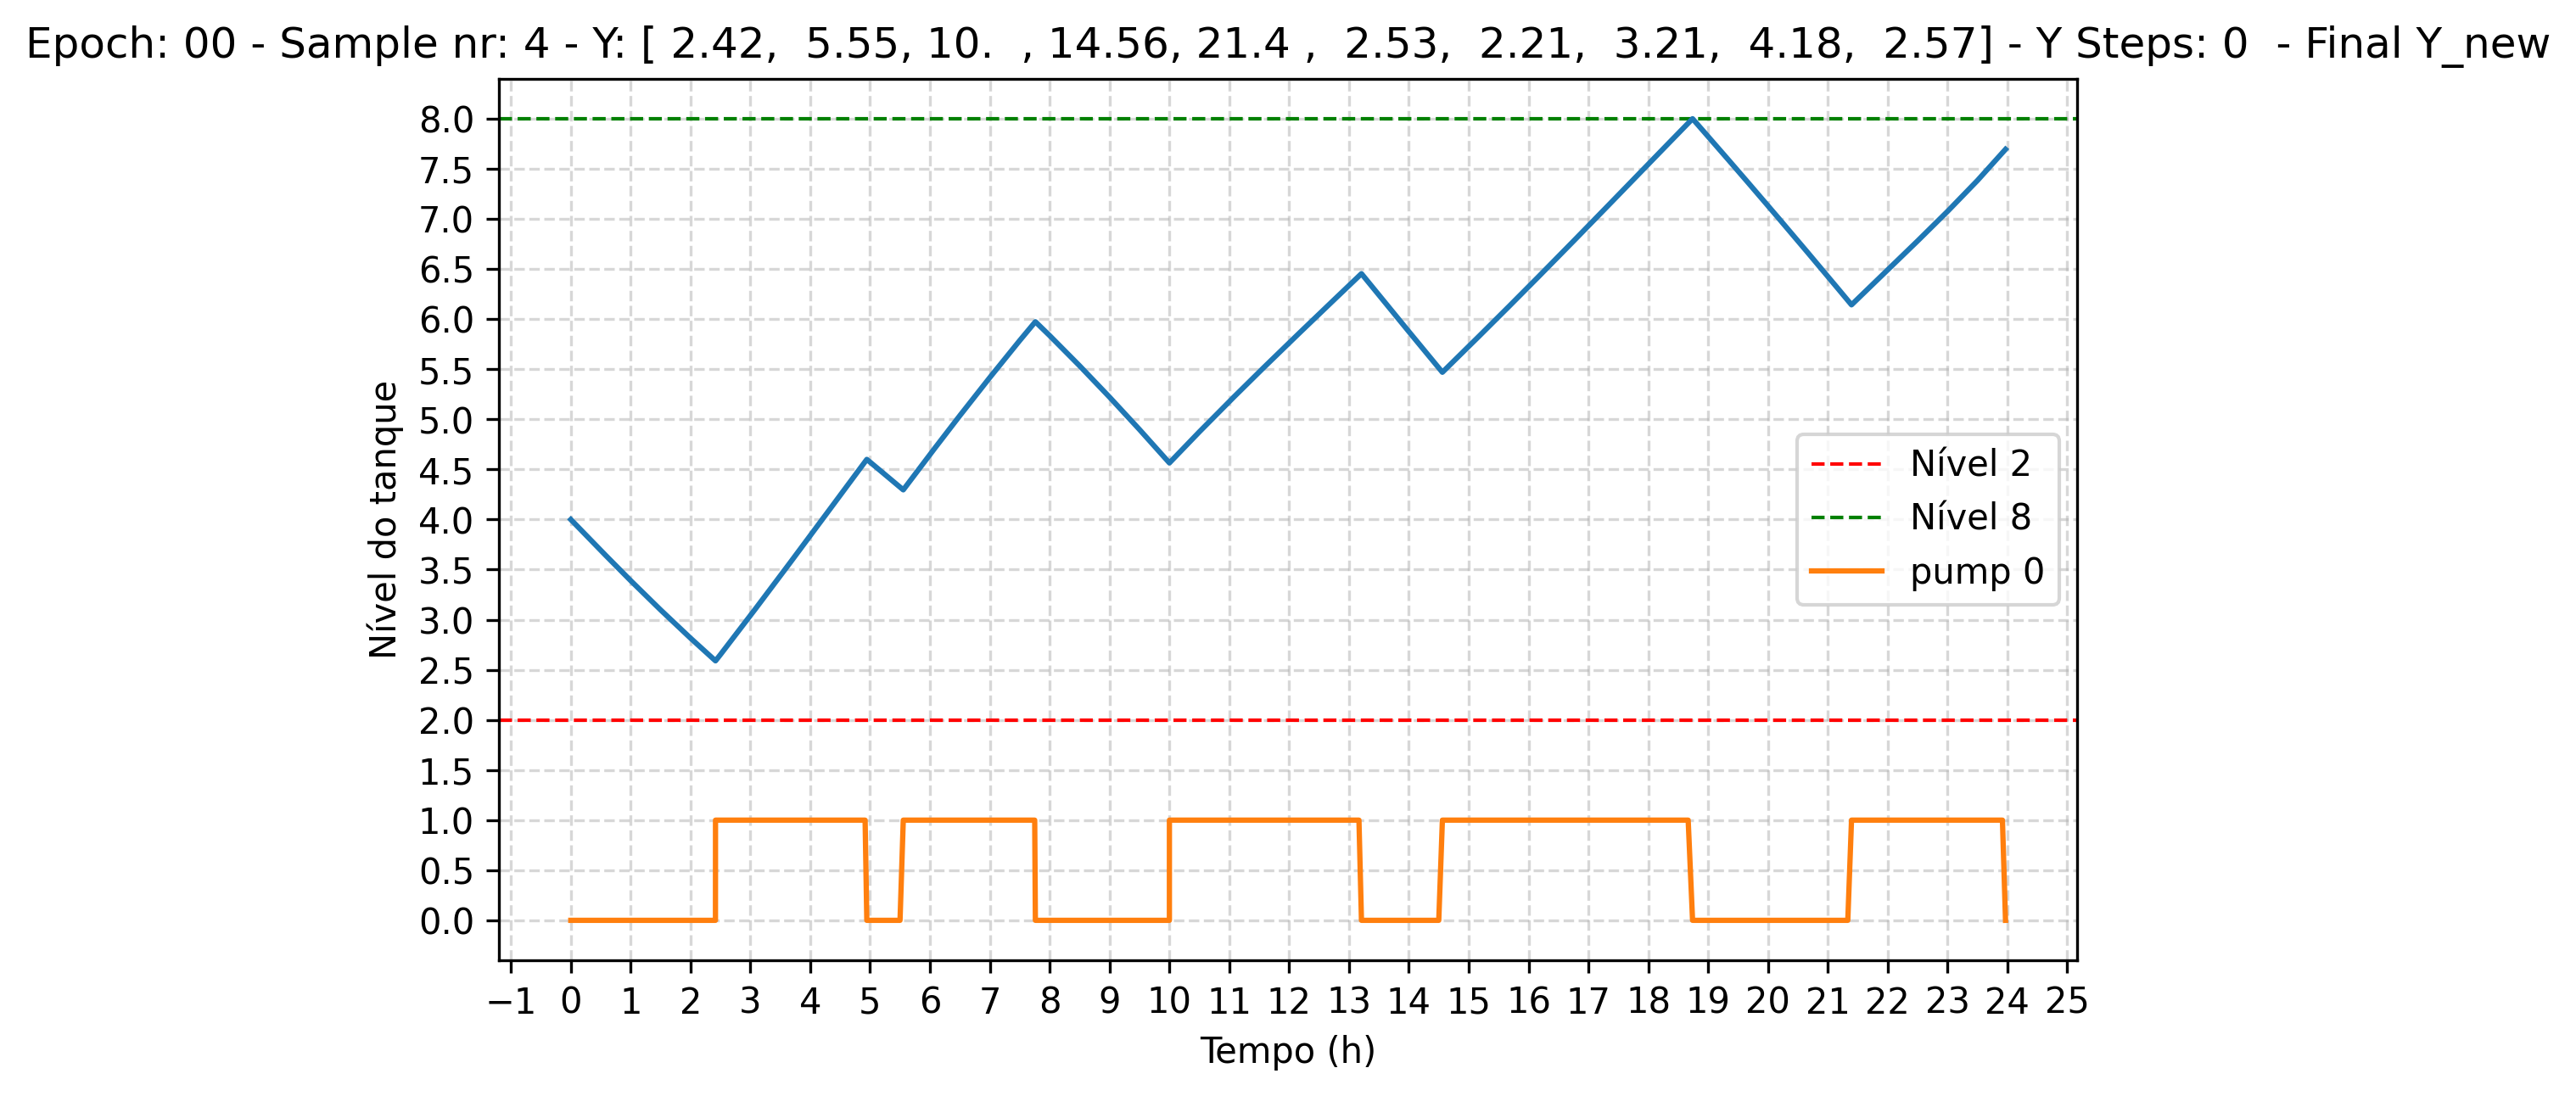 Epoch: 00 - Sample nr: 4 - Y: [ 2.42,  5.55, 10.  , 14.56, 21.4 ,  2.53,  2.21,  3.21,  4.18,  2.57] - Y Steps: 0  - Final Y_new
8.0
7.5
7.0
6.5
6.0
5.5
5.0
4.5
4.0
3.5
3.0
2.5
2.0
1.5
1.0
0.5
0.0
Nível do tanque
Nível 2
Nível 8
pump 0
−1 0 1 2 3 4 5 6 7 8 9 10 11 12 13 14 15 16 17 18 19 20 21 22 23 24 25
Tempo (h)